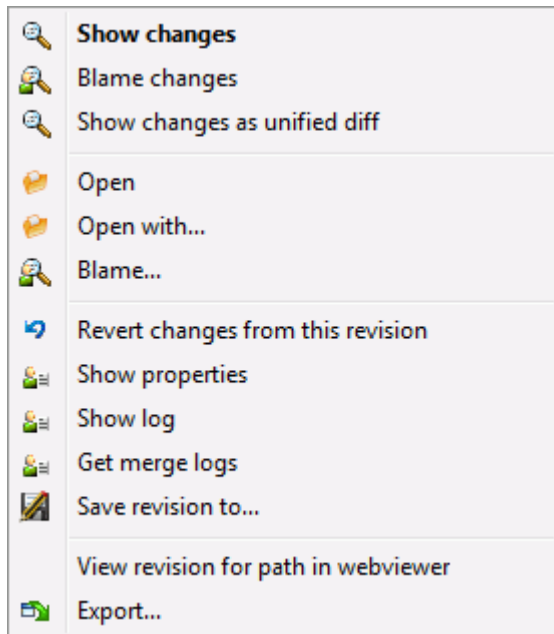 Show changes
Blame changes
Show changes as unified diff
Open
Open with...
Blame...
Revert changes from this revision
Show properties
Show log
Get merge logs
Save revision to...
View revision for path in webviewer
Export...